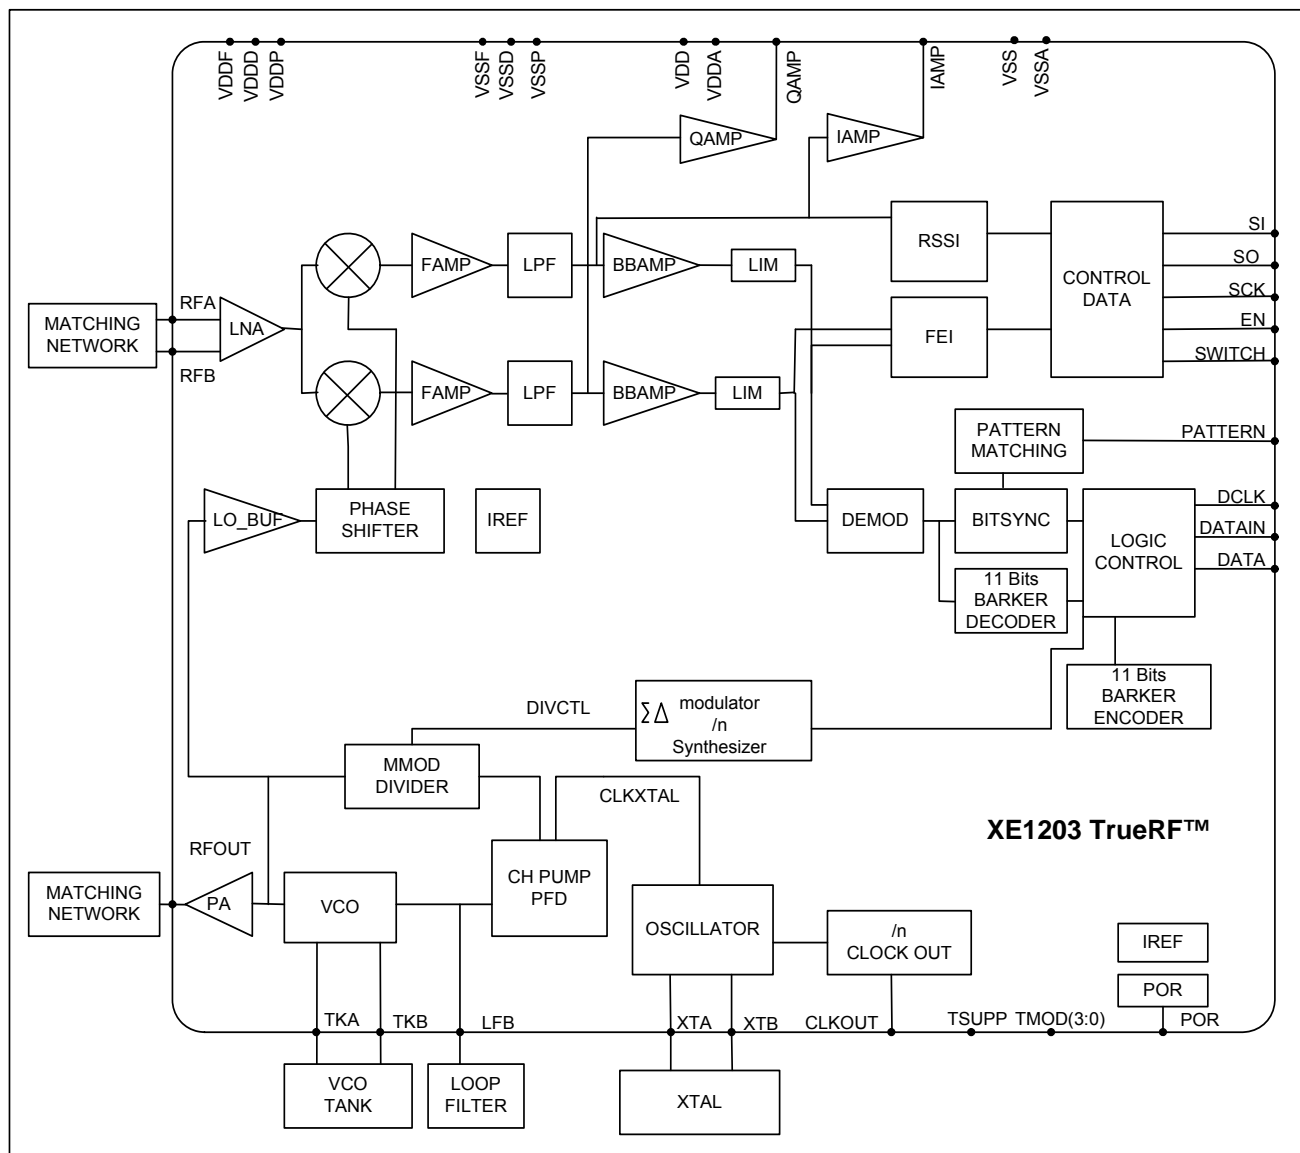 VDDF
VDDD
VDDP
VSSF
VSSD
VSSP
VDD
VDDA
QAMP
IAMP
VSS
VSSA
QAMP
IAMP
RSSI
CONTROL
DATA
SI
SO
SCK
EN
SWITCH
FAMP
LPF
BBAMP
LIM
MATCHING
NETWORK
RFA
RFB
LNA
FEI
FAMP
LPF
BBAMP
LIM
PATTERN
MATCHING
PATTERN
LO_BUF
PHASE
SHIFTER
IREF
DEMOD
BITSYNC
LOGIC
CONTROL
DCLK
DATAIN
DATA
11 Bits
BARKER
DECODER
11 Bits
BARKER
ENCODER
DIVCTL
ΣΔ modulator
/n
Synthesizer
MMOD
DIVIDER
CLKXTAL
XE1203 TrueRF™
RFOUT
MATCHING
NETWORK
PA
VCO
CH PUMP
PFD
OSCILLATOR
/n
CLOCK OUT
IREF
POR
TKA
TKB
LFB
XTA
XTB
CLKOUT
TSUPP
TMOD(3:0)
POR
VCO
TANK
LOOP
FILTER
XTAL